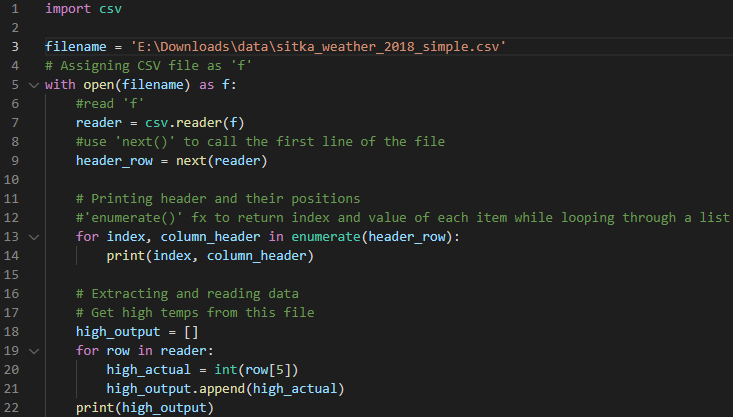 1 import csv
2
3 filename = 'E:\Downloads\data\sitka_weather_2018_simple.csv'
4 # Assigning CSV file as 'f'
5 with open(filename) as f:
6     #read 'f'
7     reader = csv.reader(f)
8     #use 'next()' to call the first line of the file
9     header_row = next(reader)
10
11     # Printing header and their positions
12     #'enumerate()' fx to return index and value of each item while looping through a list
13     for index, column_header in enumerate(header_row):
14         print(index, column_header)
15
16     # Extracting and reading data
17     # Get high temps from this file
18     high_output = []
19     for row in reader:
20         high_actual = int(row[5])
21         high_output.append(high_actual)
22     print(high_output)